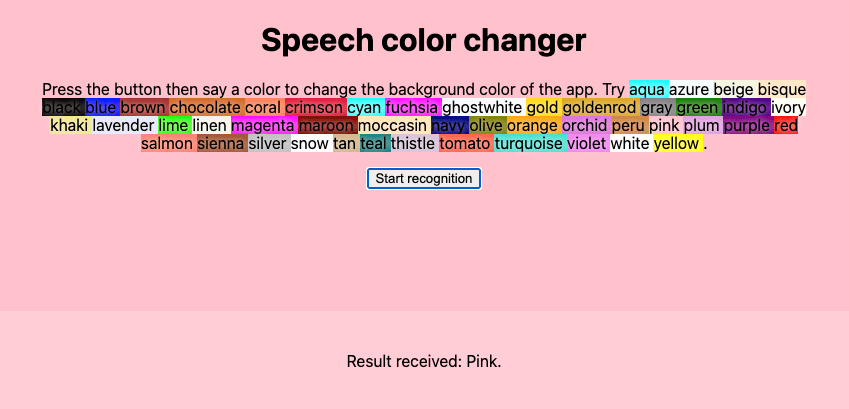 Speech color changer
Press the button then say a color to change the background color of the app. Try aqua azure beige bisque
black blue brown chocolate coral crimson cyan fuchsia ghostwhite gold goldenrod gray green indigo ivory
khaki lavender lime linen magenta maroon moccasin navy olive orange orchid peru pink plum purple red
salmon sienna silver snow tan teal thistle tomato turquoise violet white yellow .
Start recognition
Result received: Pink.